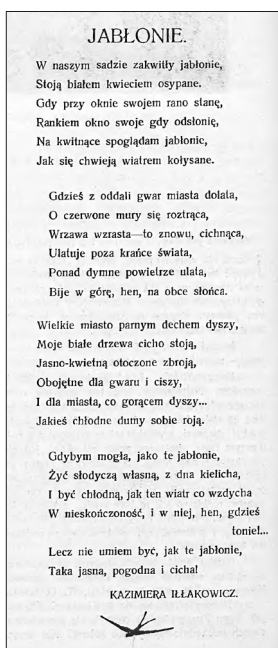 JABŁONIE.
W naszym sadzie zakwitły jabłonie,
Stoją białem kwieciem osypane.
Gdy przy oknie swojem rano stanę,
Rankiem okno swoje gdy odsłonię,
Na kwitnące spoglądam jabłonie,
Jak się chwieją wiatrem kołysane.
Gdzieś z oddali gwar miasta dolata,
O czerwone mury się roztrąca,
Wrzawa wzrasta—to znowu, cichnąca,
Ulatuje poza krańce świata,
Ponad dymne powietrze ulata,
Bije w górę, hen, na obce słońca.
Wielkie miasto parnym dechem dyszy,
Moje białe drzewa cicho stoją,
Jasno-kwietną otoczone zbroją,
Obojętne dla gwaru i ciszy,
I dla miasta, co gorącem dyszy...
Jakieś chłodne dumy sobie roją.
Gdybym mogła, jako te jabłonie,
Żyć słodyczą własną, z dna kielicha,
I być chłodną, jak ten wiatr co wzdycha
W nieskończoność, i w niej, hen, gdzieś
tonie!...
Lecz nie umiem być, jak te jabłonie,
Taka jasna, pogodna i cicha!
KAZIMIERA IŁŁAKOWICZ.